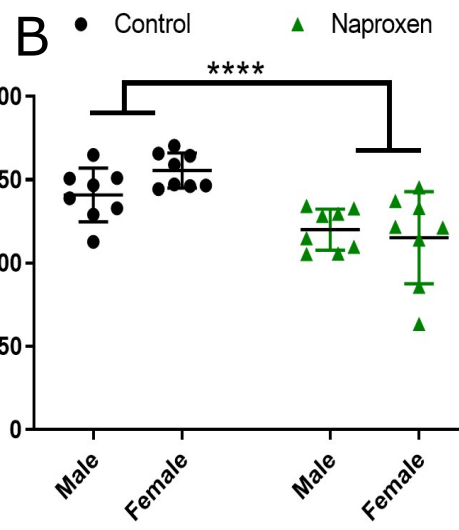 B
Control
Naproxen
****
00
50
00
50
0
Male
Female
Male
Female